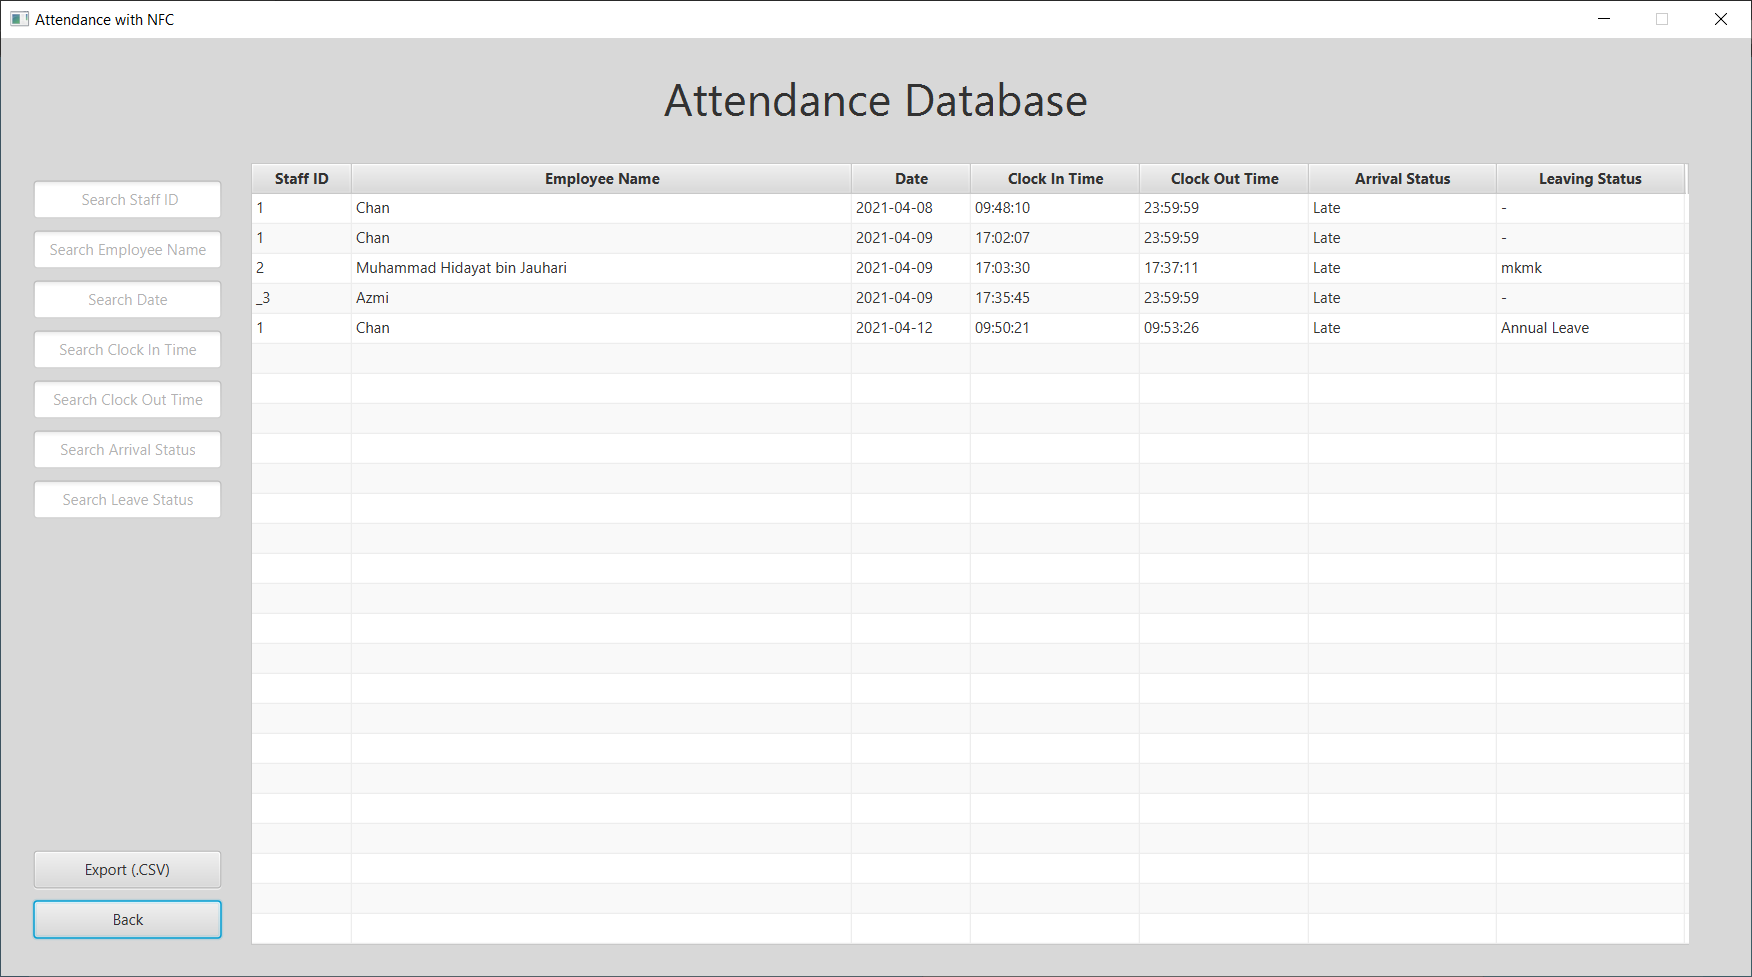 Attendance with NFC
Attendance Database
Search Staff ID
Search Employee Name
Search Date
Search Clock In Time
Search Clock Out Time
Search Arrival Status
Search Leave Status
Staff ID Employee Name Date Clock In Time Clock Out Time Arrival Status Leaving Status
1 Chan 2021-04-08 09:48:10 23:59:59 Late -
1 Chan 2021-04-09 17:02:07 23:59:59 Late -
2 Muhammad Hidayat bin Jauhari 2021-04-09 17:03:30 17:37:11 Late mkmk
_3 Azmi 2021-04-09 17:35:45 23:59:59 Late -
1 Chan 2021-04-12 09:50:21 09:53:26 Late Annual Leave
Export (.CSV)
Back